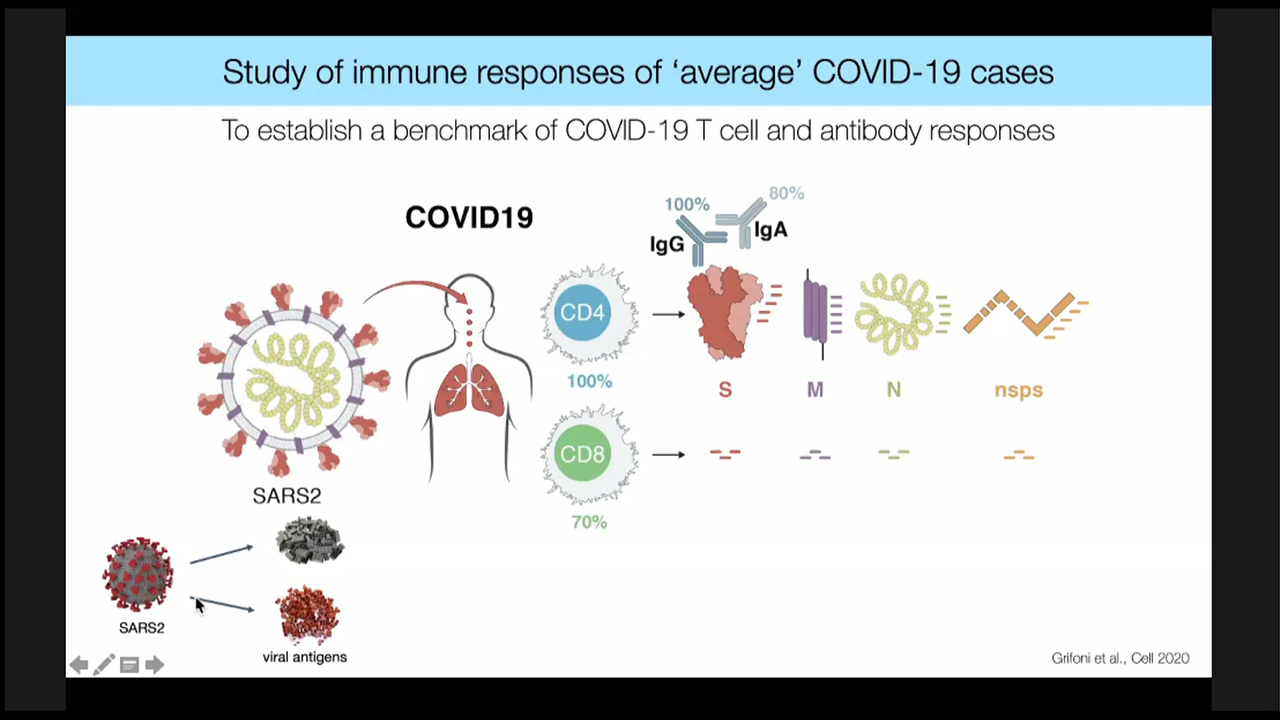 Study of immune responses of ‘average’ COVID-19 cases
To establish a benchmark of COVID-19 T cell and antibody responses
COVID19
100%
80%
IgG
IgA
CD4
100%
S
M
N
nsps
CD8
70%
SARS2
SARS2
viral antigens
Grifoni et al., Cell 2020